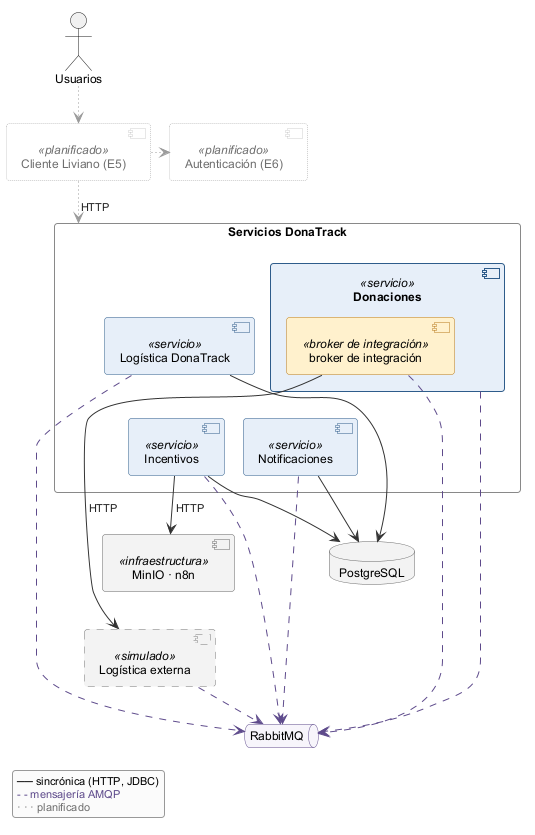 Usuarios
«planificado»
Cliente Liviano (E5)
«planificado»
Autenticación (E6)
HTTP
Servicios DonaTrack
«servicio»
Donaciones
«servicio»
Logística DonaTrack
«broker de integración»
broker de integración
«servicio»
Incentivos
«servicio»
Notificaciones
HTTP
HTTP
«infraestructura»
MinIO · n8n
PostgreSQL
«simulado»
Logística externa
RabbitMQ
— sincrónica (HTTP, JDBC)
- - mensajería AMQP
· · · planificado